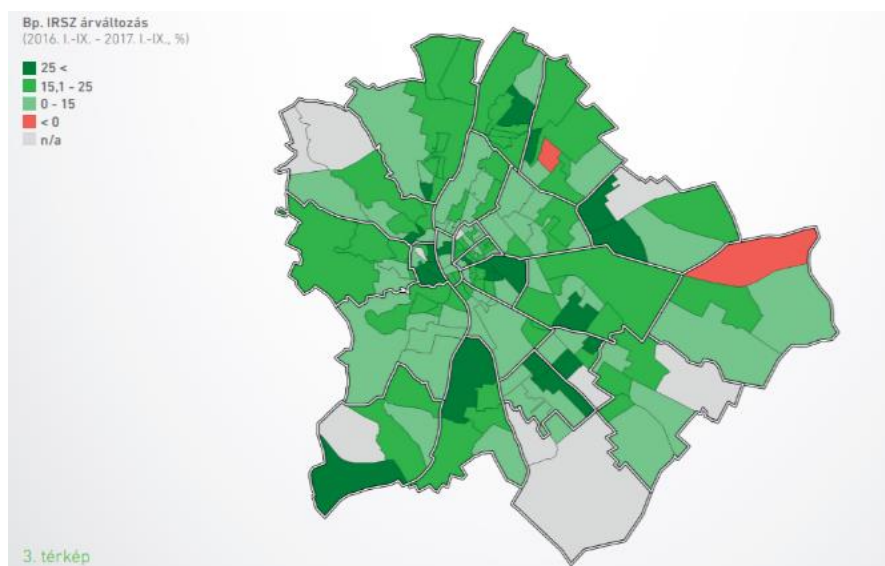 Bp. IRSZ árváltozás
(2016. I.-IX. - 2017. I.-IX., %)
25 <
15,1 - 25
0 - 15
< 0
n/a
3. térkép